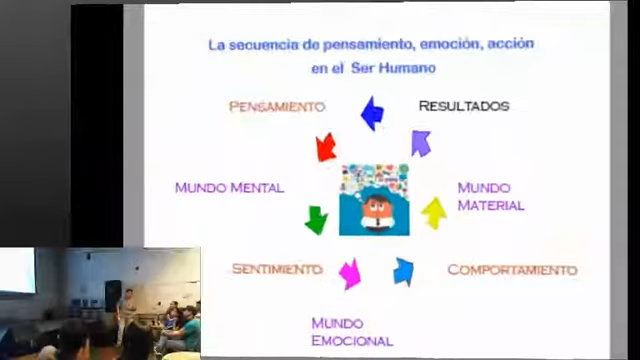 La secuencia de pensamiento, emoción, acción
en el Ser Humano
PENSAMIENTO
RESULTADOS
MUNDO MENTAL
MUNDO
MATERIAL
SENTIMIENTO
COMPORTAMIENTO
MUNDO
EMOCIONAL